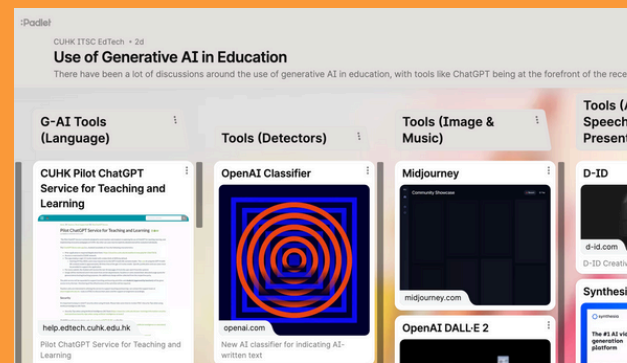 :Padlet
CUHK ITSC EdTech • 2d
Use of Generative AI in Education
There have been a lot of discussions around the use of generative AI in education, with tools like ChatGPT being at the forefront of the rece
G-AI Tools
(Language)
CUHK Pilot ChatGPT
Service for Teaching and
Learning
Pilot ChatGPT Service for Teaching and Learning
help.edtech.cuhk.edu.hk
Pilot ChatGPT Service for Teaching and
Learning
Tools (Detectors)
OpenAI Classifier
openai.com
New AI classifier for indicating AI-
written text
Tools (Image &
Music)
Midjourney
Community Showcase
midjourney.com
OpenAI DALL·E 2
Tools (A
Speech
Present
D-ID
d-id.com
D-ID Creativ
Synthesi
synthesia
The #1 AI vid
generation
platform